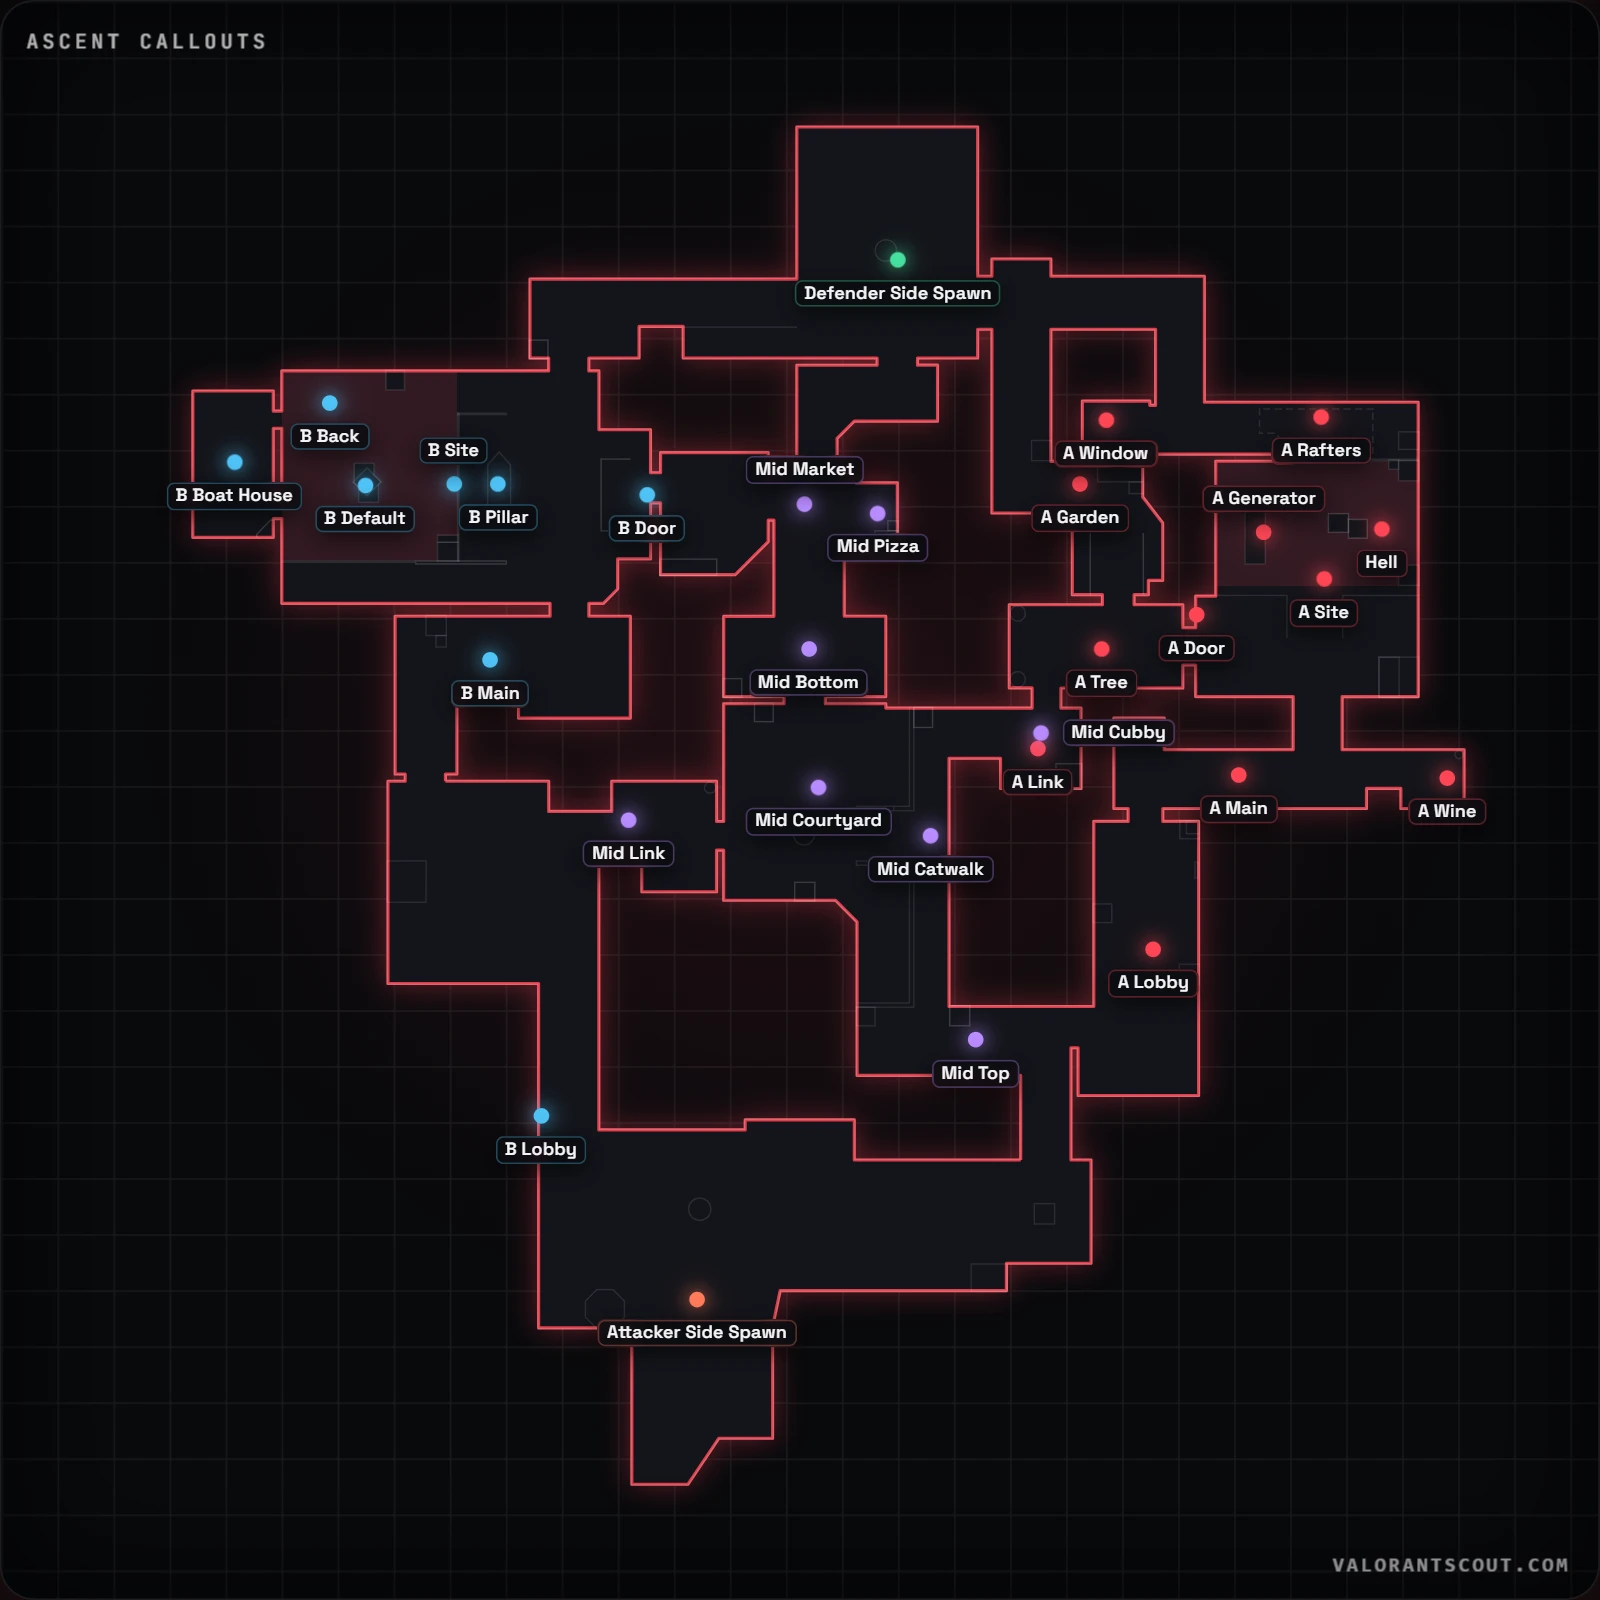 ASCENT CALLOUTS
Defender Side Spawn
B Back
B Site
B Boat House
B Default
B Pillar
B Door
Mid Market
Mid Pizza
A Window
A Rafters
A Generator
A Garden
Hell
A Site
A Door
A Tree
Mid Bottom
B Main
Mid Cubby
A Link
A Main
A Wine
Mid Courtyard
Mid Link
Mid Catwalk
A Lobby
Mid Top
B Lobby
Attacker Side Spawn
VALORANTSCOUT.COM